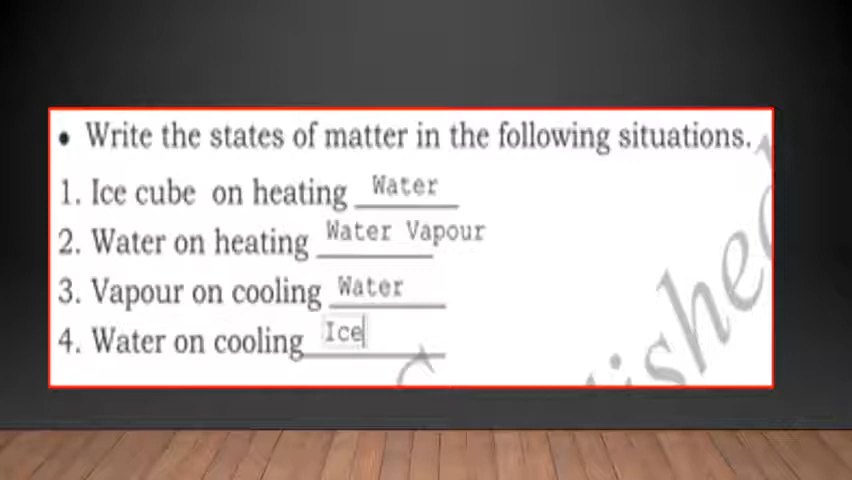 • Write the states of matter in the following situations.
1. Ice cube on heating Water
2. Water on heating Water Vapour
3. Vapour on cooling Water
4. Water on cooling Ice